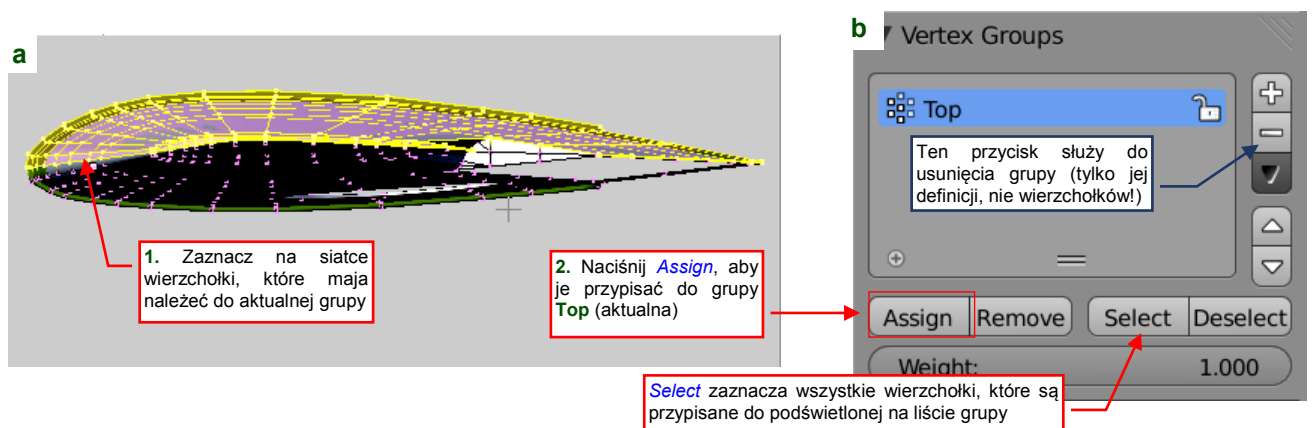 a
1. Zaznacz na siatce
wierzchołki, które maja
należeć do aktualnej grupy
2. Naciśnij Assign, aby
je przypisać do grupy
Top (aktualna)
b
Vertex Groups
Top
Ten przycisk służy do
usunięcia grupy (tylko jej
definicji, nie wierzchołków!)
Assign Remove Select Deselect
Weight: 1.000
Select zaznacza wszystkie wierzchołki, które są
przypisane do podświetlonej na liście grupy